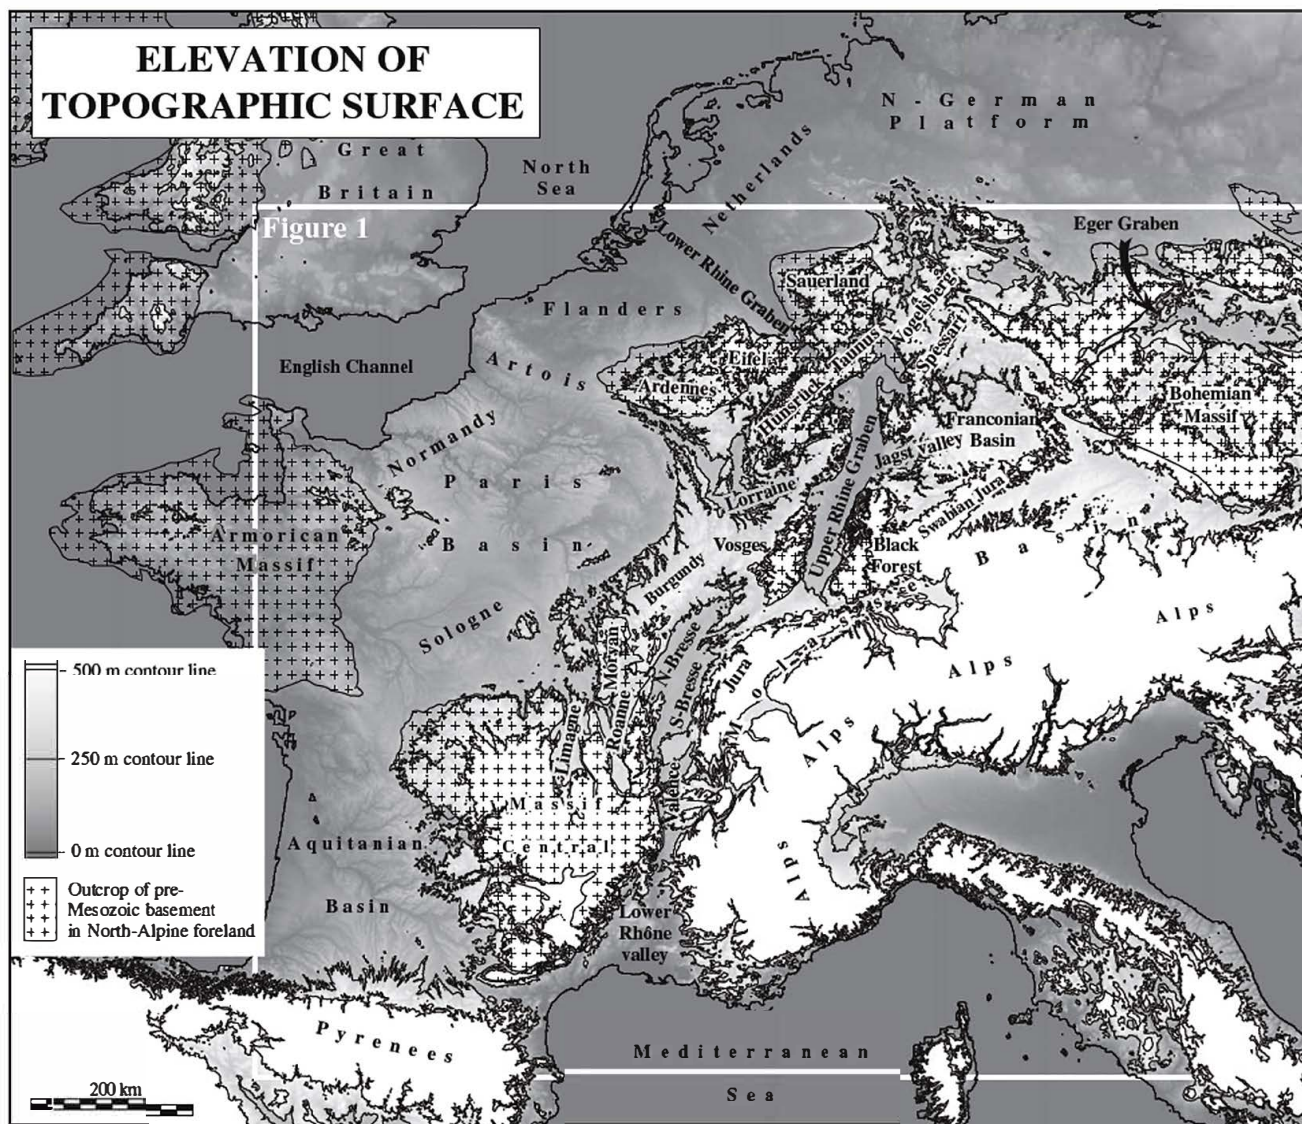 ELEVATION OF
TOPOGRAPHIC SURFACE
Great
Britain
North
Sea
N-German
Platform
Netherlands
Figure 1
Lower Rhine Graben
Eger Graben
Sauerland
Vogelsberg
Spessart
Flanders
English Channel
Artois
Eifel
Ardennes
Taunus
Hunsrück
Bohemian
Massif
Franconian
Basin
Normandy
Jagst valley
Upper Rhine Graben
Paris
Basin
Lorraine
Swabian Jura
Armorican
Massif
Vosges
Black
Forest
Molasse
Basin
Burgundy
Sologne
Morvan
N-Bresse
S-Bresse
Jura
Alps
Alps
Alps
Alps
Limagne
Roanne
Valence
500 m contour line
250 m contour line
0 m contour line
Outcrop of pre-
Mesozoic basement
in North-Alpine foreland
Massif
Central
Aquitanian
Basin
Lower
Rhône
valley
Pyrenees
Mediterranean
Sea
200 km